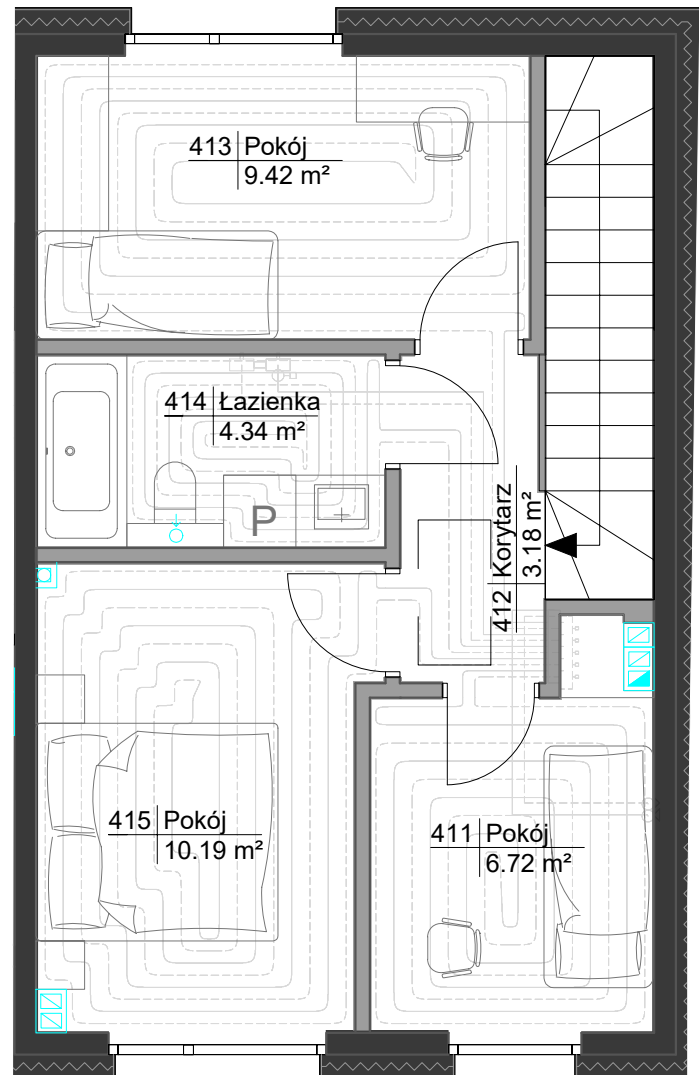 413 Pokój
9.42 m²
414 Łazienka
4.34 m²
P
412 Korytarz
3.18 m²
415 Pokój
10.19 m²
411 Pokój
6.72 m²